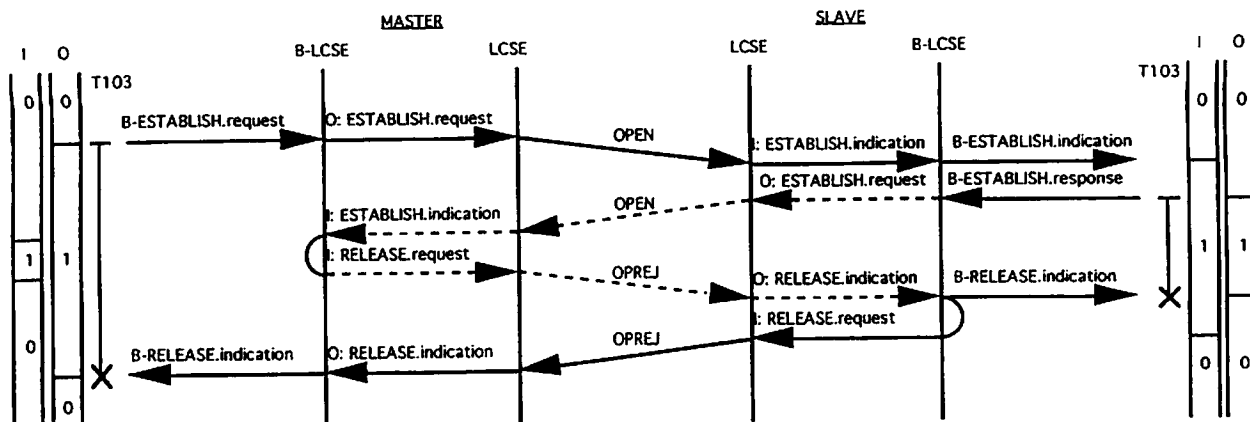 MASTER
SLAVE
I O
B-LCSE LCSE LCSE B-LCSE
I O
T103 T103
0 0 0 0
B-ESTABLISH.request O: ESTABLISH.request
OPEN
I: ESTABLISH.indication B-ESTABLISH.indication
O: ESTABLISH.request B-ESTABLISH.response
OPEN
I: ESTABLISH.indication
1 1 1 1
I: RELEASE.request
OPREJ
O: RELEASE.indication B-RELEASE.indication
I: RELEASE.request
OPREJ
B-RELEASE.indication O: RELEASE.indication
0 0 0
0